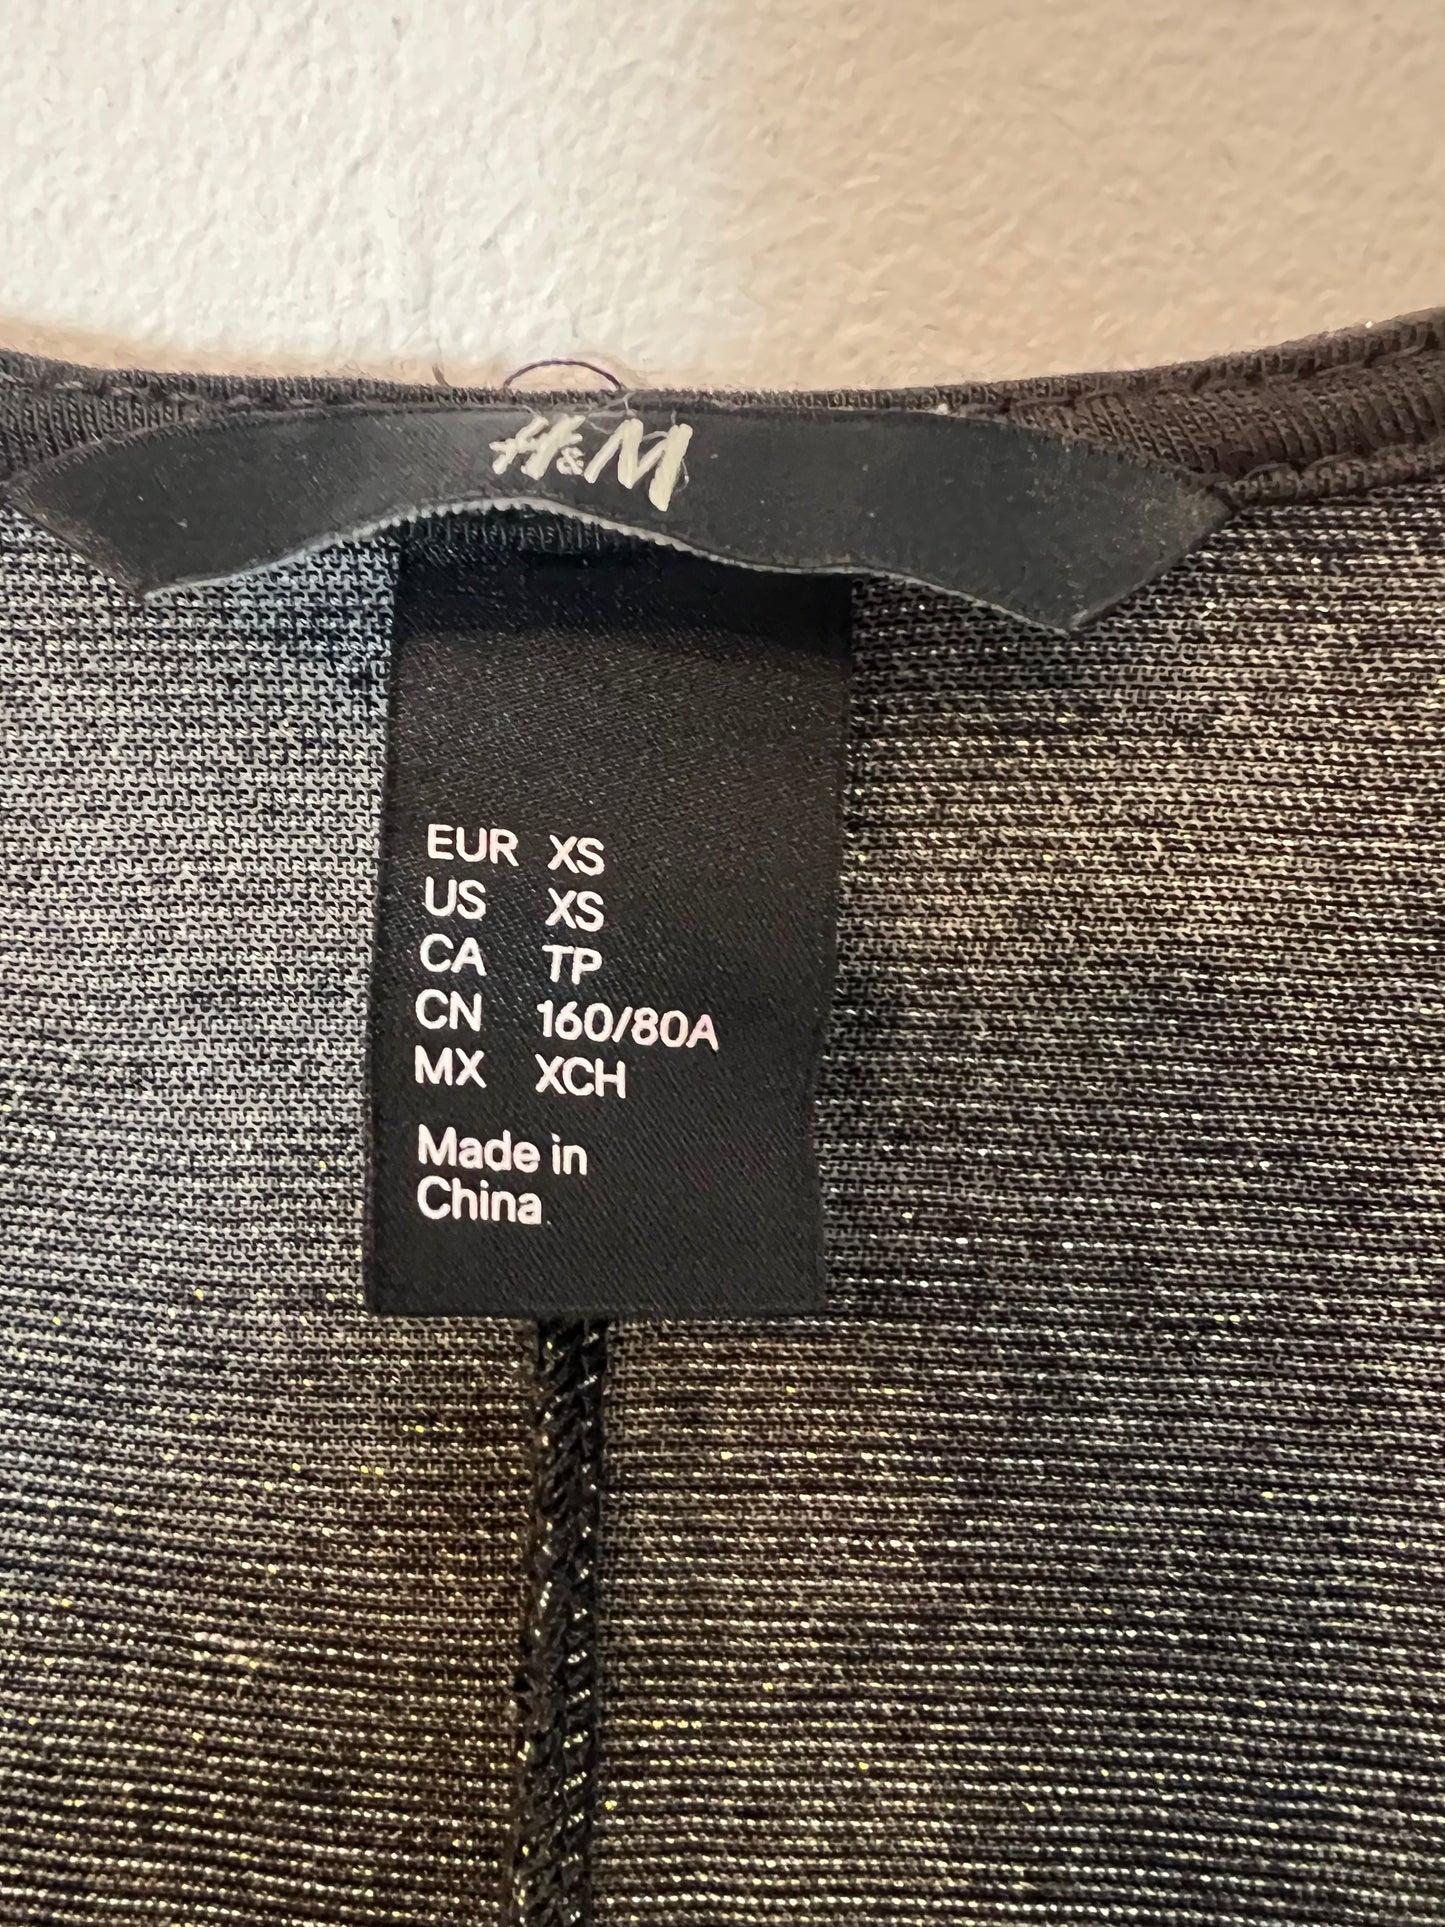 H&M
EUR XS
US XS
CA TP
CN 160/80A
MX XCH
Made in
China